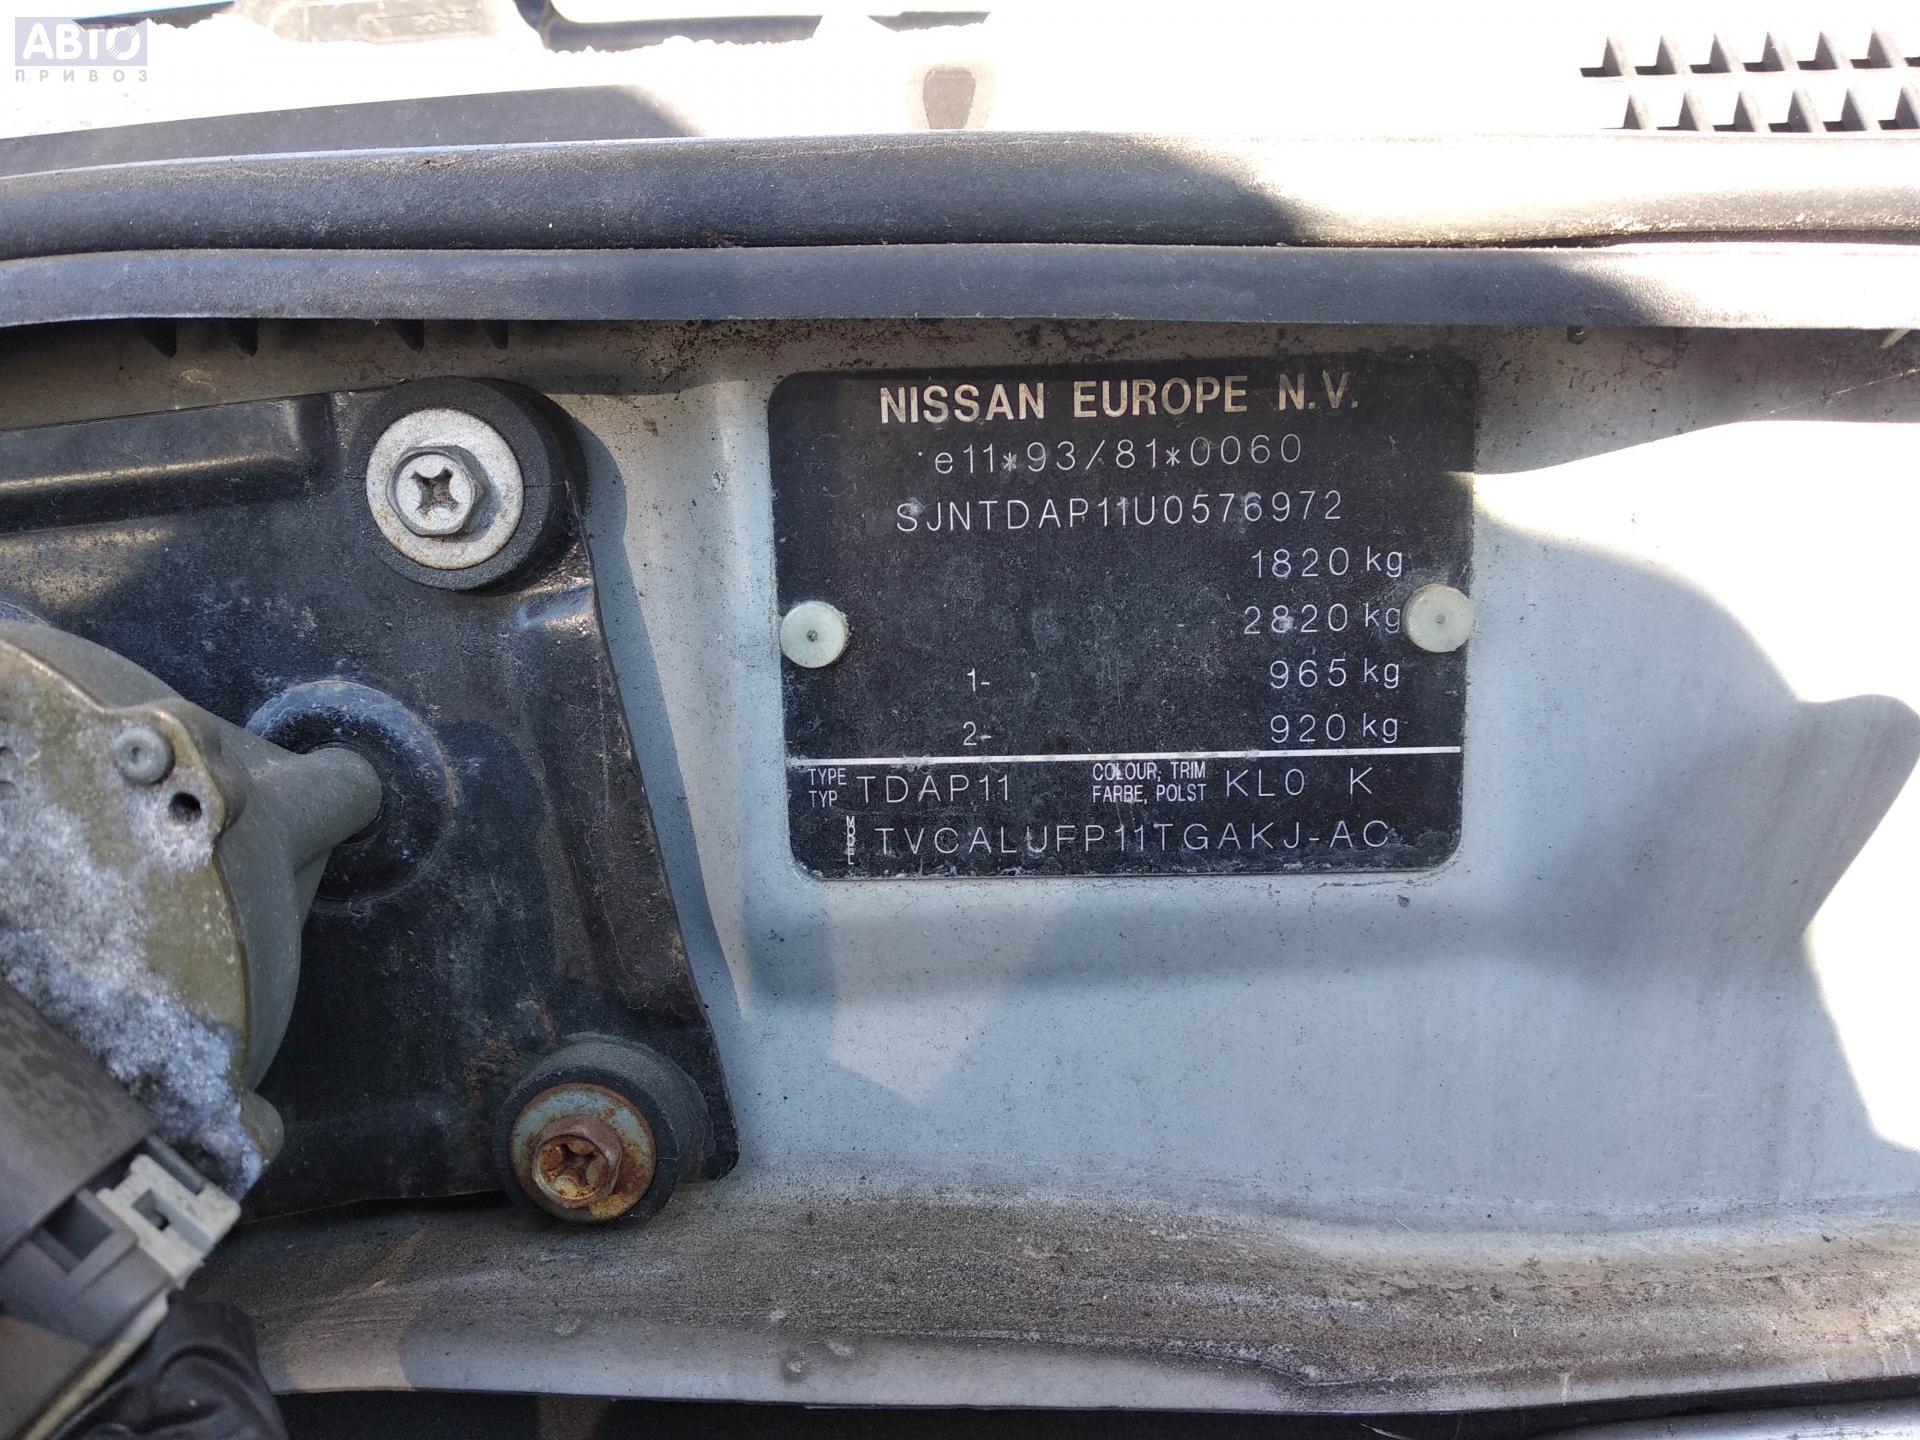 АВТО
ПРИВОЗ
NISSAN EUROPE N.V.
e11*93/81*0060
SJNTDAP11U0576972
1820 kg
2820 kg
1- 965 kg
2- 920 kg
TYPE TYP TDAP11 COLOUR, TRIM FARBE, POLST KL0 K
MODEL TVCALUFP11TGAKJ-AC